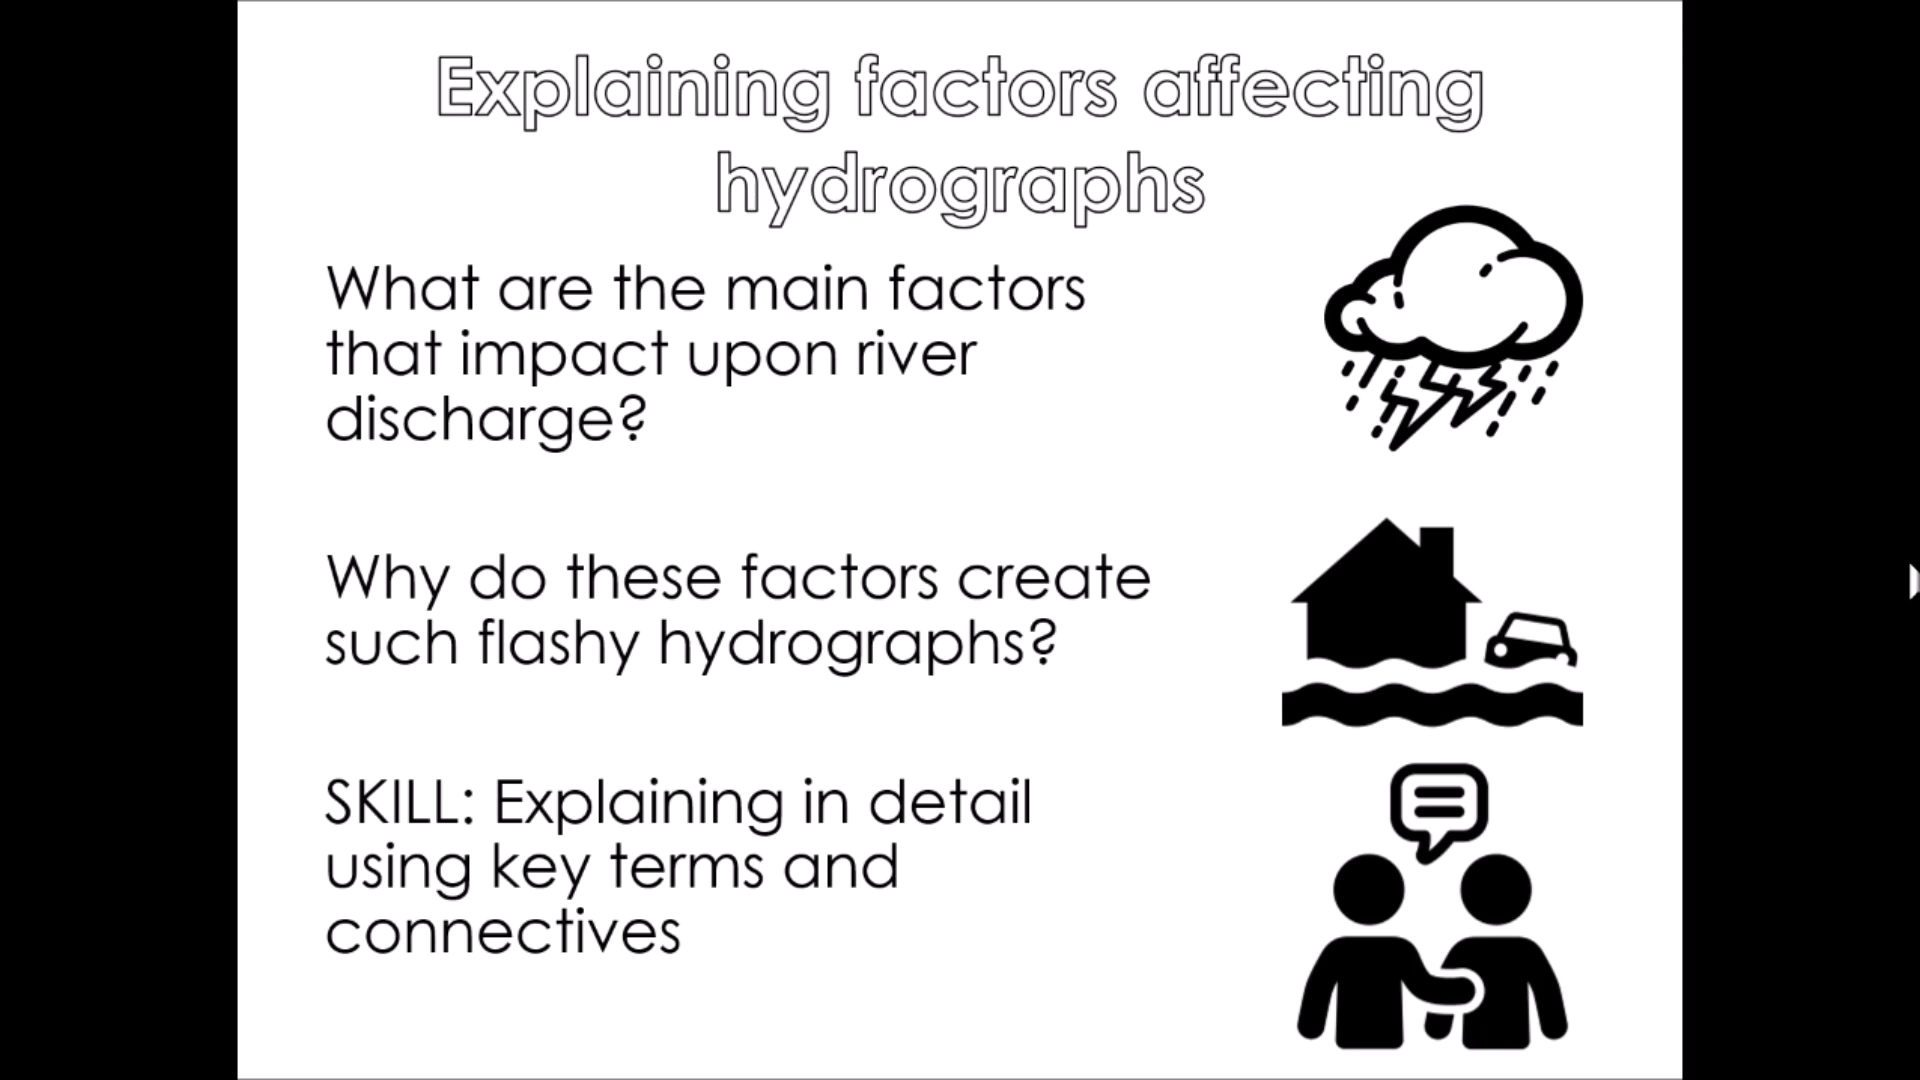 Explaining factors affecting
hydrographs
What are the main factors
that impact upon river
discharge?
Why do these factors create
such flashy hydrographs?
SKILL: Explaining in detail
using key terms and
connectives